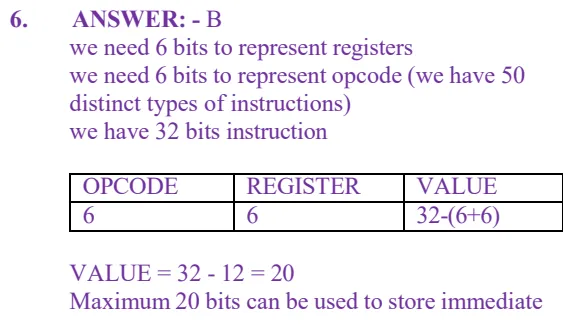 6. ANSWER: - B
we need 6 bits to represent registers
we need 6 bits to represent opcode (we have 50
distinct types of instructions)
we have 32 bits instruction
OPCODE REGISTER VALUE
6 6 32-(6+6)
VALUE = 32 - 12 = 20
Maximum 20 bits can be used to store immediate